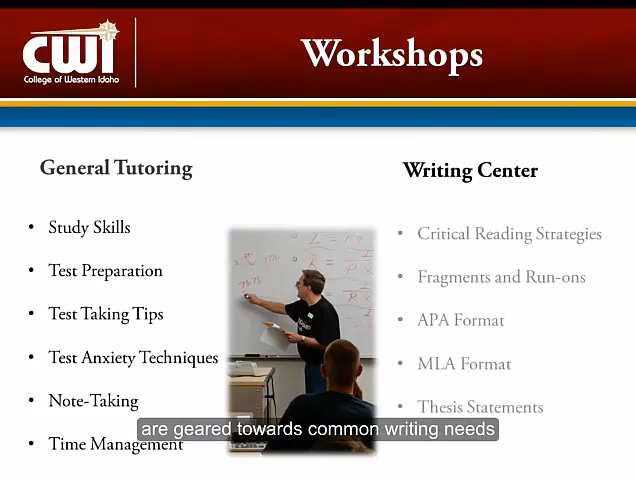 CWI
College of Western Idaho
Workshops
General Tutoring
• Study Skills
• Test Preparation
• Test Taking Tips
• Test Anxiety Techniques
• Note-Taking
• Time Management
Writing Center
• Critical Reading Strategies
• Fragments and Run-ons
• APA Format
• MLA Format
• Thesis Statements
are geared towards common writing needs